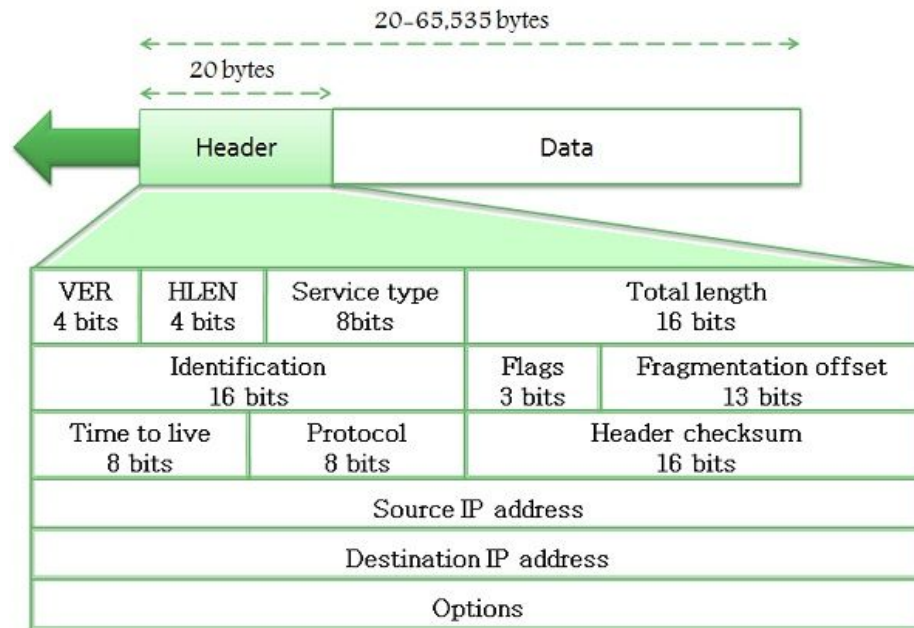 20-65,535 bytes
20 bytes
Header
Data
VER
4 bits
HLEN
4 bits
Service type
8bits
Total length
16 bits
Identification
16 bits
Flags
3 bits
Fragmentation offset
13 bits
Time to live
8 bits
Protocol
8 bits
Header checksum
16 bits
Source IP address
Destination IP address
Options